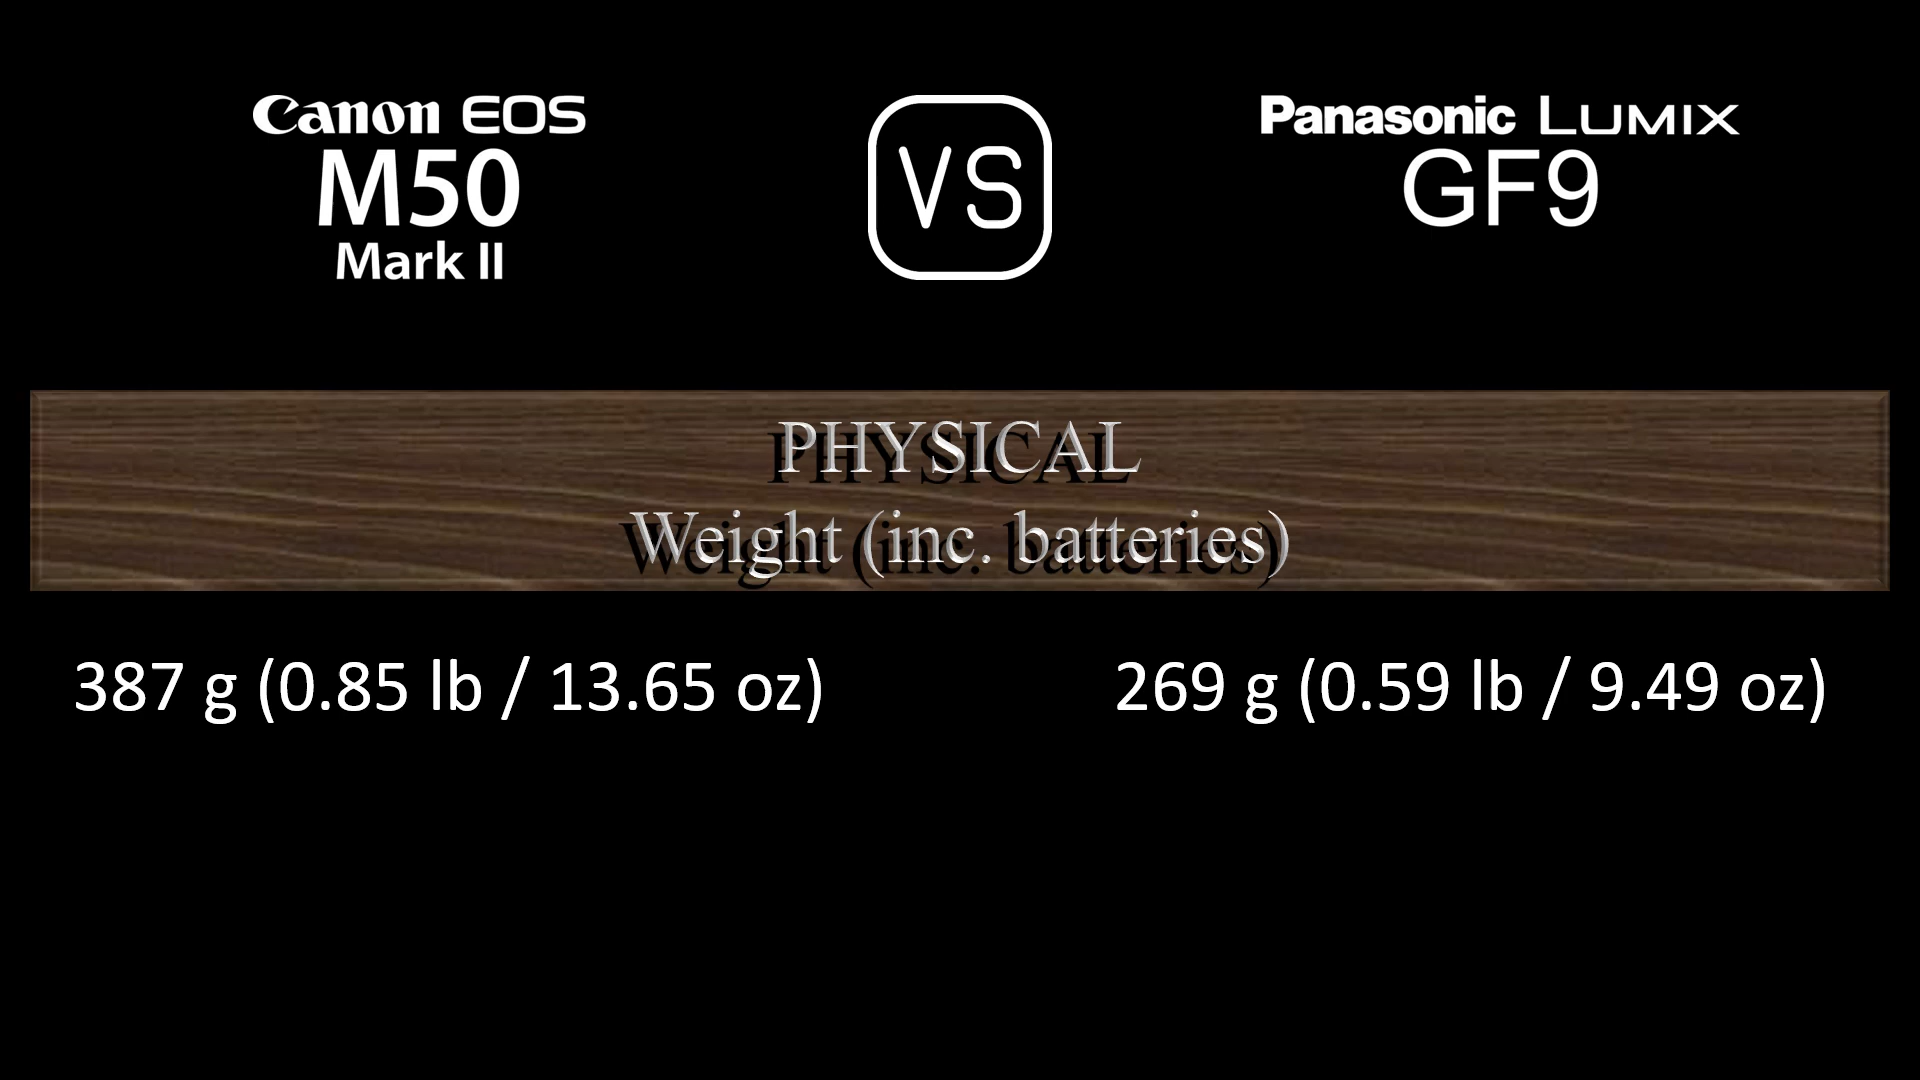 Canon EOS
M50
Mark II
VS
Panasonic LUMIX
GF9
PHYSICAL
Weight (inc. batteries)
387 g (0.85 lb / 13.65 oz)
269 g (0.59 lb / 9.49 oz)